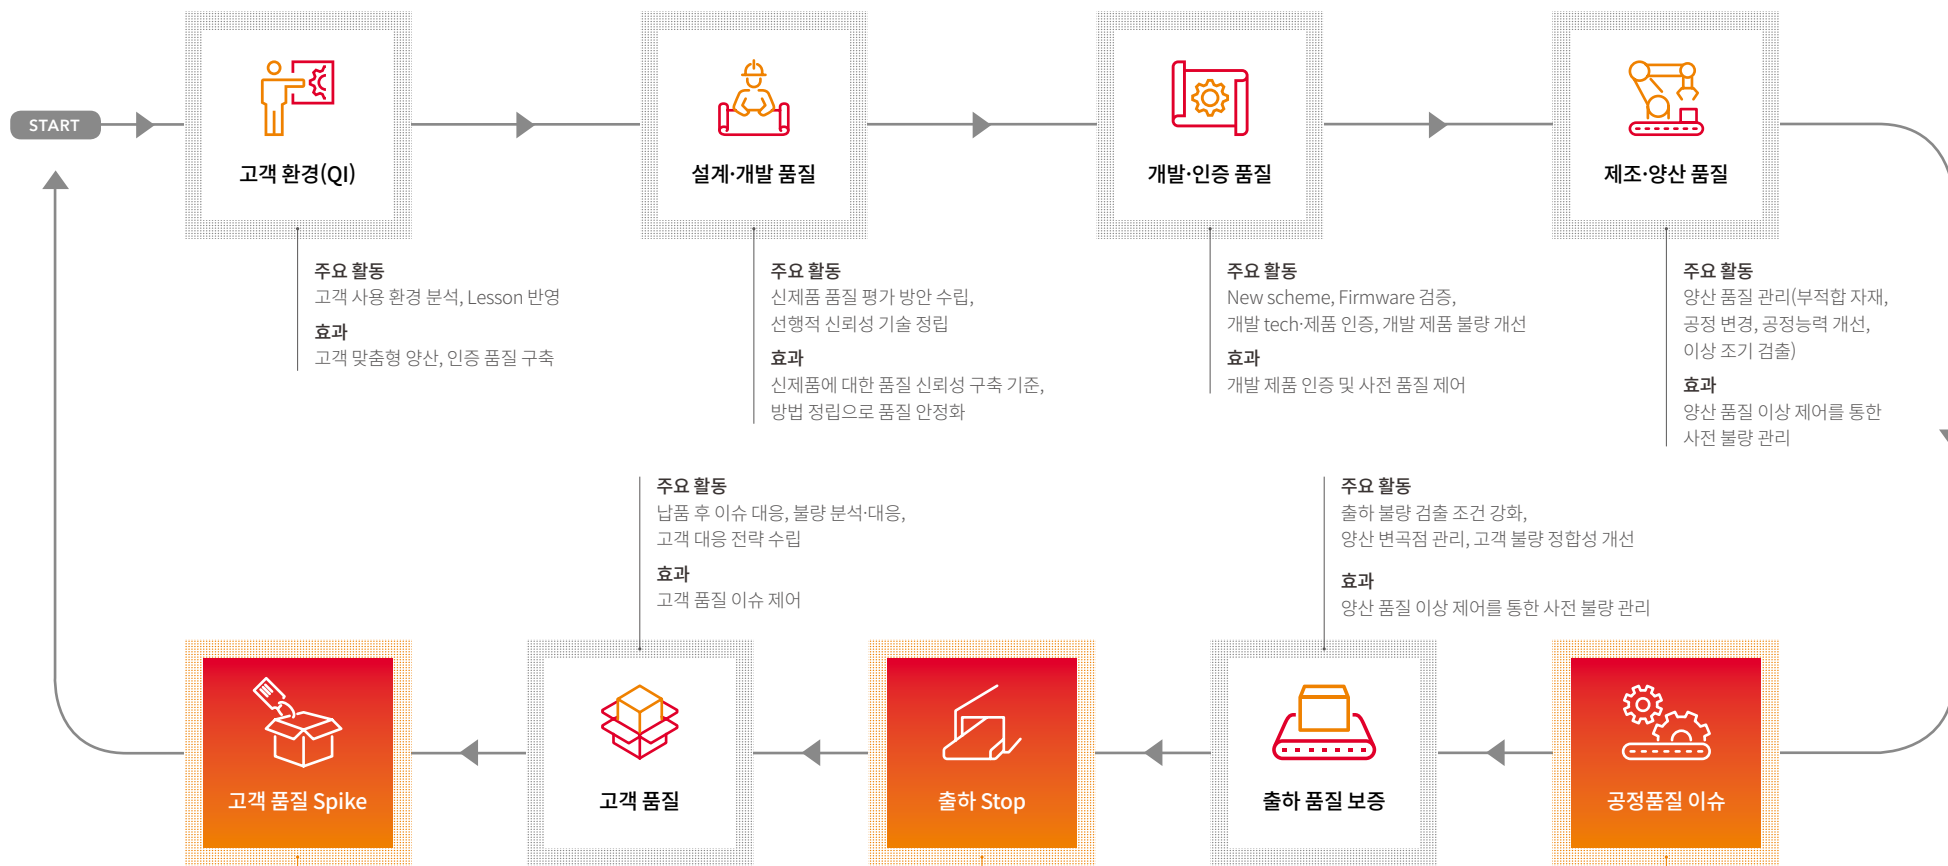 START
고객 환경(QI)
설계·개발 품질
개발·인증 품질
제조·양산 품질
주요 활동
고객 사용 환경 분석, Lesson 반영
효과
고객 맞춤형 양산, 인증 품질 구축
주요 활동
신제품 품질 평가 방안 수립,
선행적 신뢰성 기술 정립
효과
신제품에 대한 품질 신뢰성 구축 기준,
방법 정립으로 품질 안정화
주요 활동
New scheme, Firmware 검증,
개발 tech·제품 인증, 개발 제품 불량 개선
효과
개발 제품 인증 및 사전 품질 제어
주요 활동
양산 품질 관리(부적합 자재,
공정 변경, 공정능력 개선,
이상 조기 검출)
효과
양산 품질 이상 제어를 통한
사전 불량 관리
주요 활동
납품 후 이슈 대응, 불량 분석·대응,
고객 대응 전략 수립
효과
고객 품질 이슈 제어
주요 활동
출하 불량 검출 조건 강화,
양산 변곡점 관리, 고객 불량 정합성 개선
효과
양산 품질 이상 제어를 통한 사전 불량 관리
고객 품질 Spike
고객 품질
출하 Stop
출하 품질 보증
공정품질 이슈